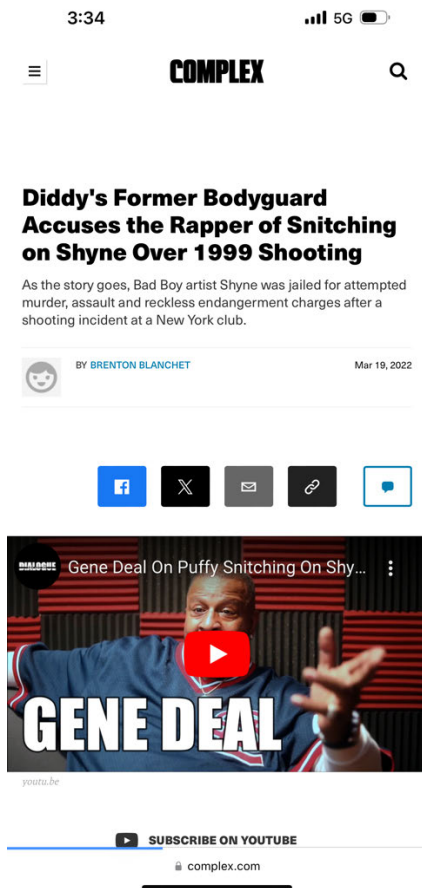 3:34
5G
COMPLEX
Diddy's Former Bodyguard
Accuses the Rapper of Snitching
on Shyne Over 1999 Shooting
As the story goes, Bad Boy artist Shyne was jailed for attempted
murder, assault and reckless endangerment charges after a
shooting incident at a New York club.
BY BRENTON BLANCHET
Mar 19, 2022
DIALOGUE
Gene Deal On Puffy Snitching On Shy...
GENE DEAL
youtu.be
SUBSCRIBE ON YOUTUBE
complex.com